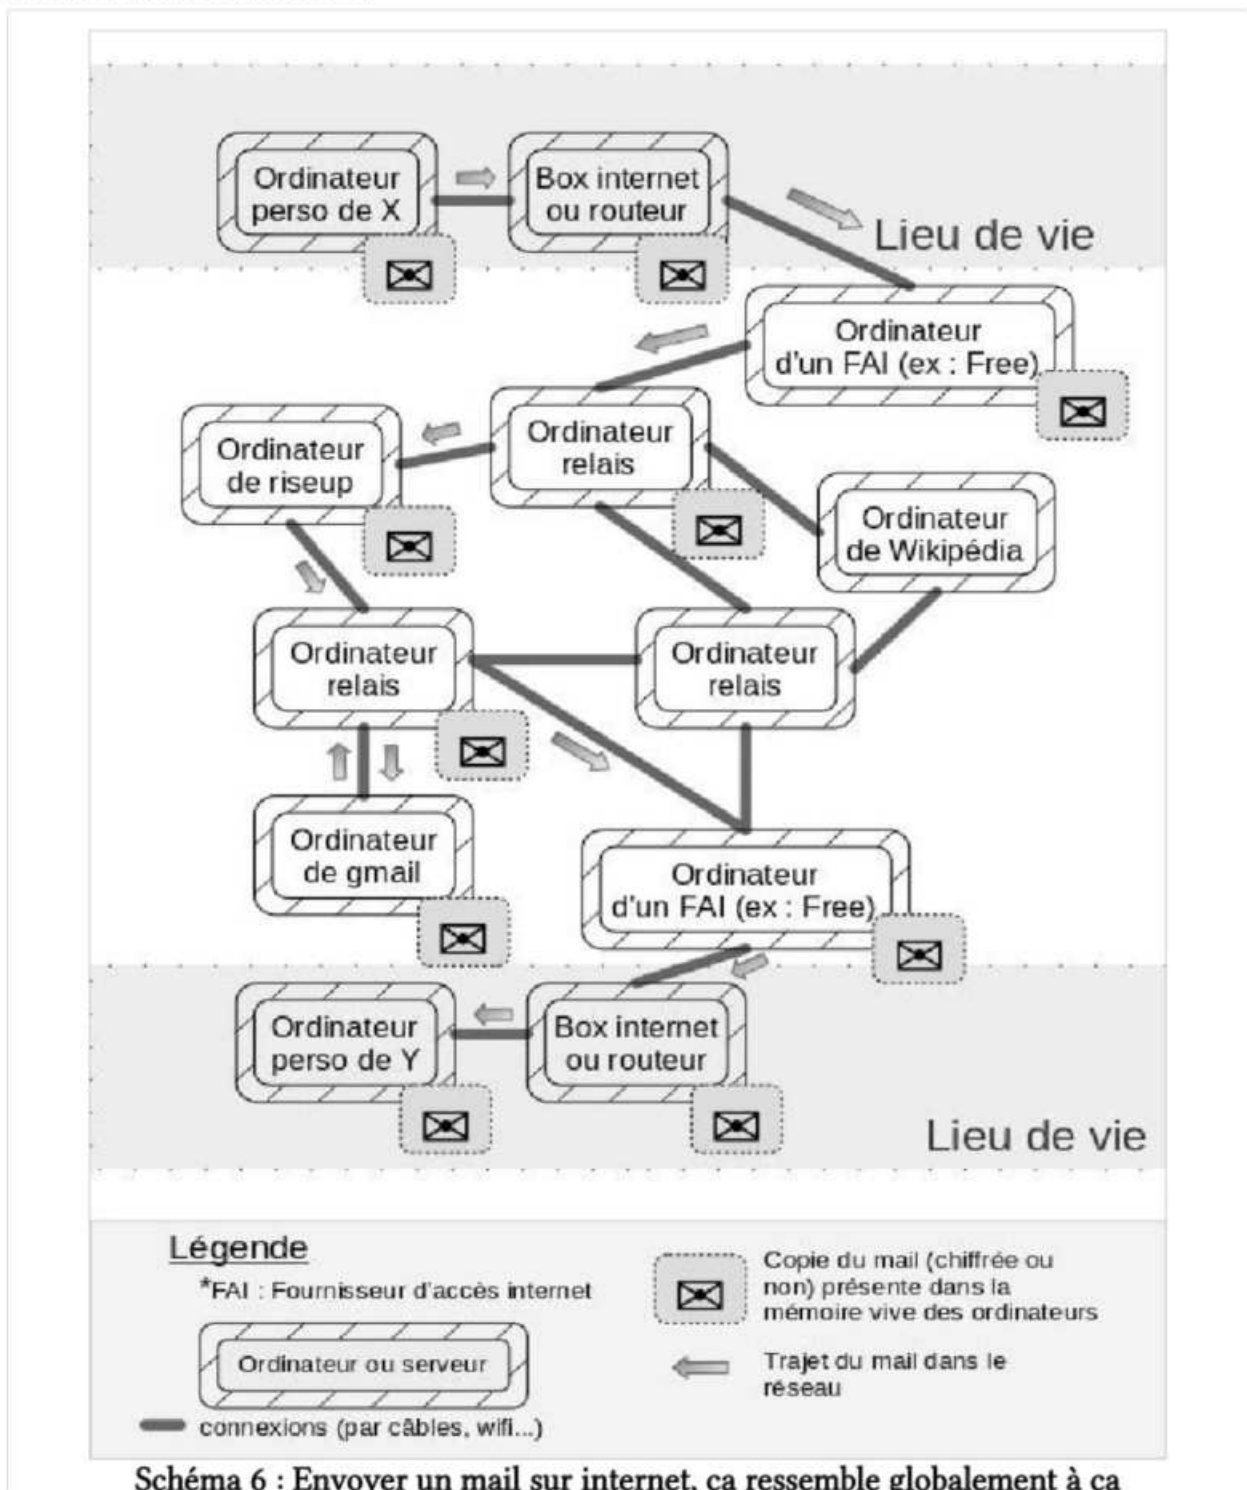 Ordinateur
perso de X
Box internet
ou routeur
Lieu de vie
Ordinateur
d'un FAI (ex : Free)
Ordinateur
relais
Ordinateur
de riseup
Ordinateur
de Wikipédia
Ordinateur
relais
Ordinateur
relais
Ordinateur
de gmail
Ordinateur
d'un FAI (ex : Free)
Ordinateur
perso de Y
Box internet
ou routeur
Lieu de vie
Légende
*FAI : Fournisseur d'accès internet
Ordinateur ou serveur
connexions (par câbles, wifi...)
Copie du mail (chiffrée ou
non) présente dans la
mémoire vive des ordinateurs
Trajet du mail dans le
réseau
Schéma 6 : Envoyer un mail sur internet, ça ressemble globalement à ça